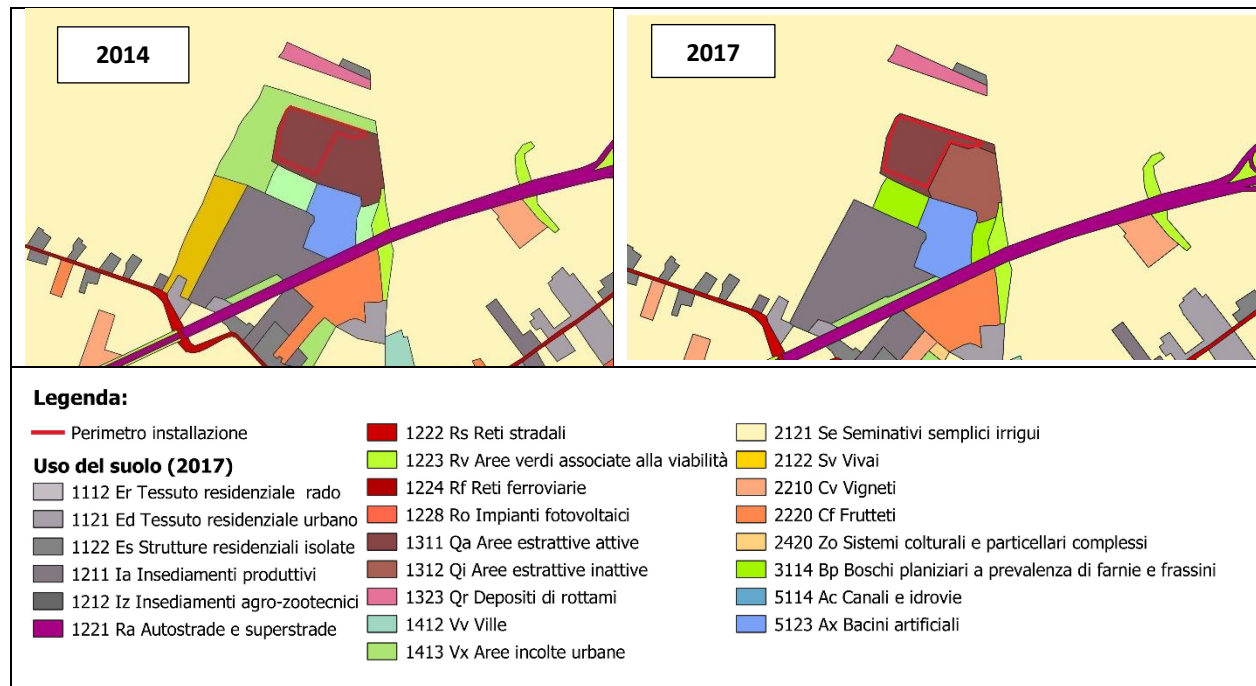 2014
2017
Legenda:
Perimetro installazione
Uso del suolo (2017)
1112 Er Tessuto residenziale rado
1121 Ed Tessuto residenziale urbano
1122 Es Strutture residenziali isolate
1211 Ia Insediamenti produttivi
1212 Iz Insediamenti agro-zootecnici
1221 Ra Autostrade e superstrade
1222 Rs Reti stradali
1223 Rv Aree verdi associate alla viabilità
1224 Rf Reti ferroviarie
1228 Ro Impianti fotovoltaici
1311 Qa Aree estrattive attive
1312 Qi Aree estrattive inattive
1323 Qr Depositi di rottami
1412 Vv Ville
1413 Vx Aree incolte urbane
2121 Se Seminativi semplici irrigui
2122 Sv Vivai
2210 Cv Vigneti
2220 Cf Frutteti
2420 Zo Sistemi colturali e particellari complessi
3114 Bp Boschi planiziari a prevalenza di farnie e frassini
5114 Ac Canali e idrovie
5123 Ax Bacini artificiali